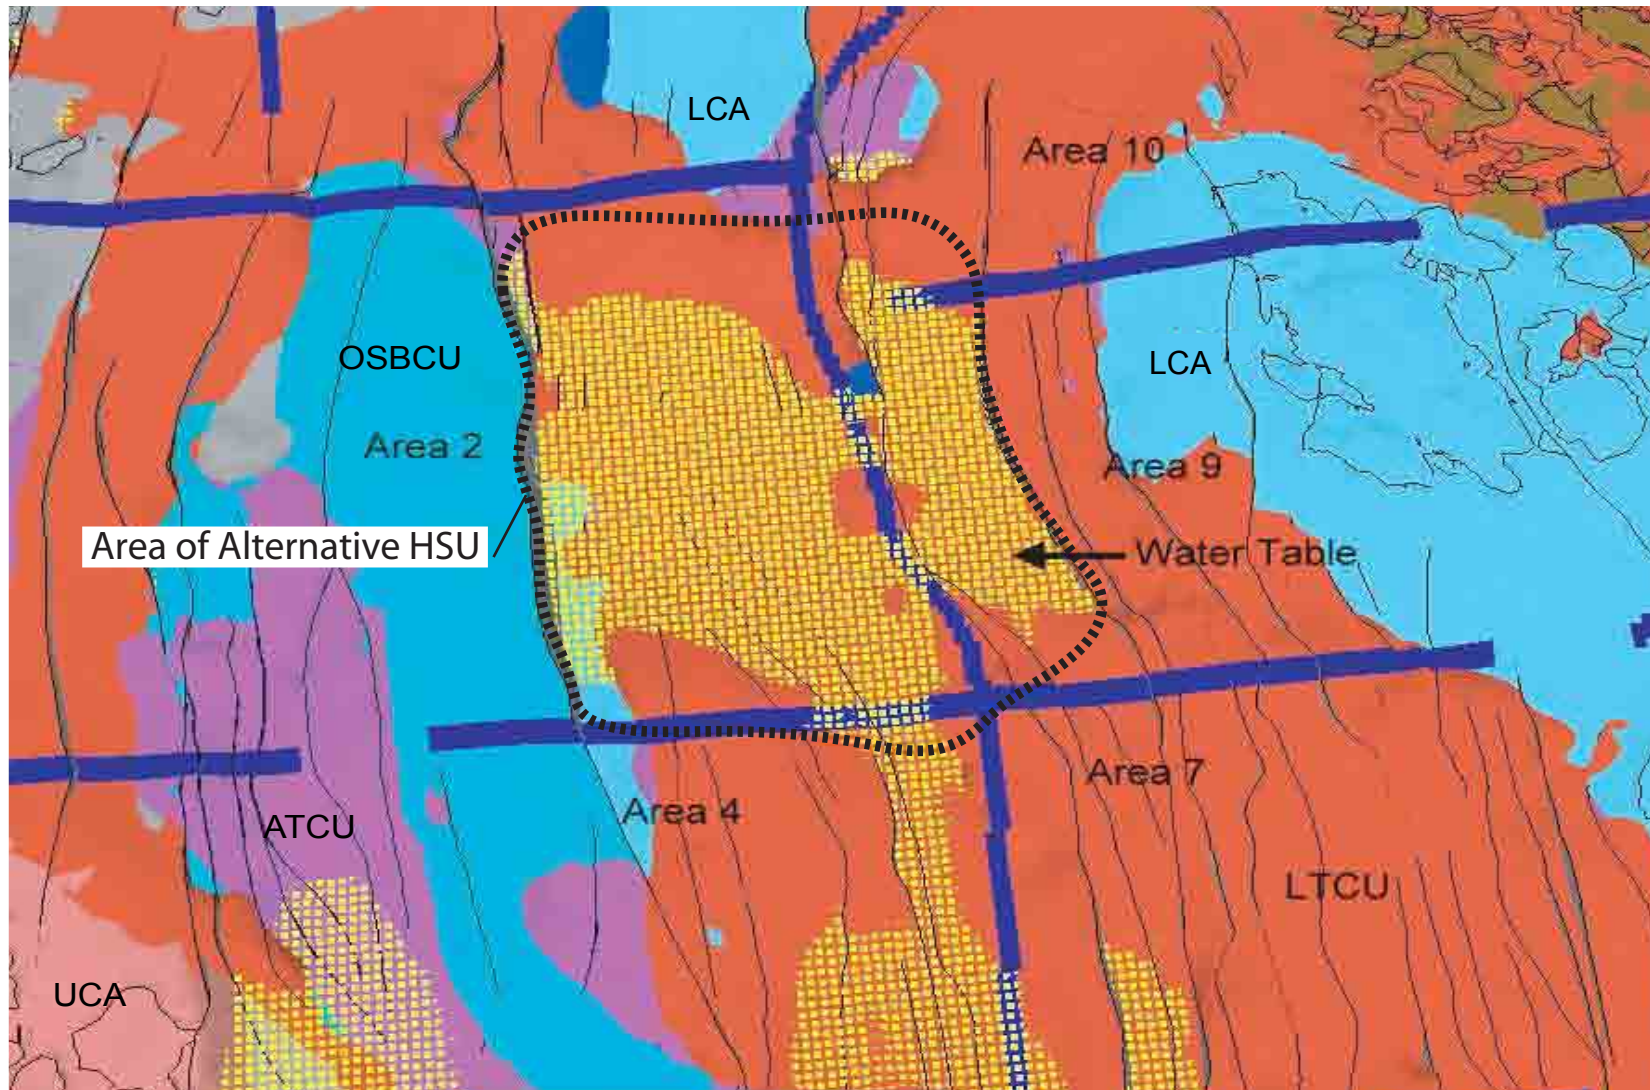 LCA
Area 10
OSBCU
LCA
Area 2
Area 9
Area of Alternative HSU
Water Table
Area 7
Area 4
ATCU
LTCU
UCA